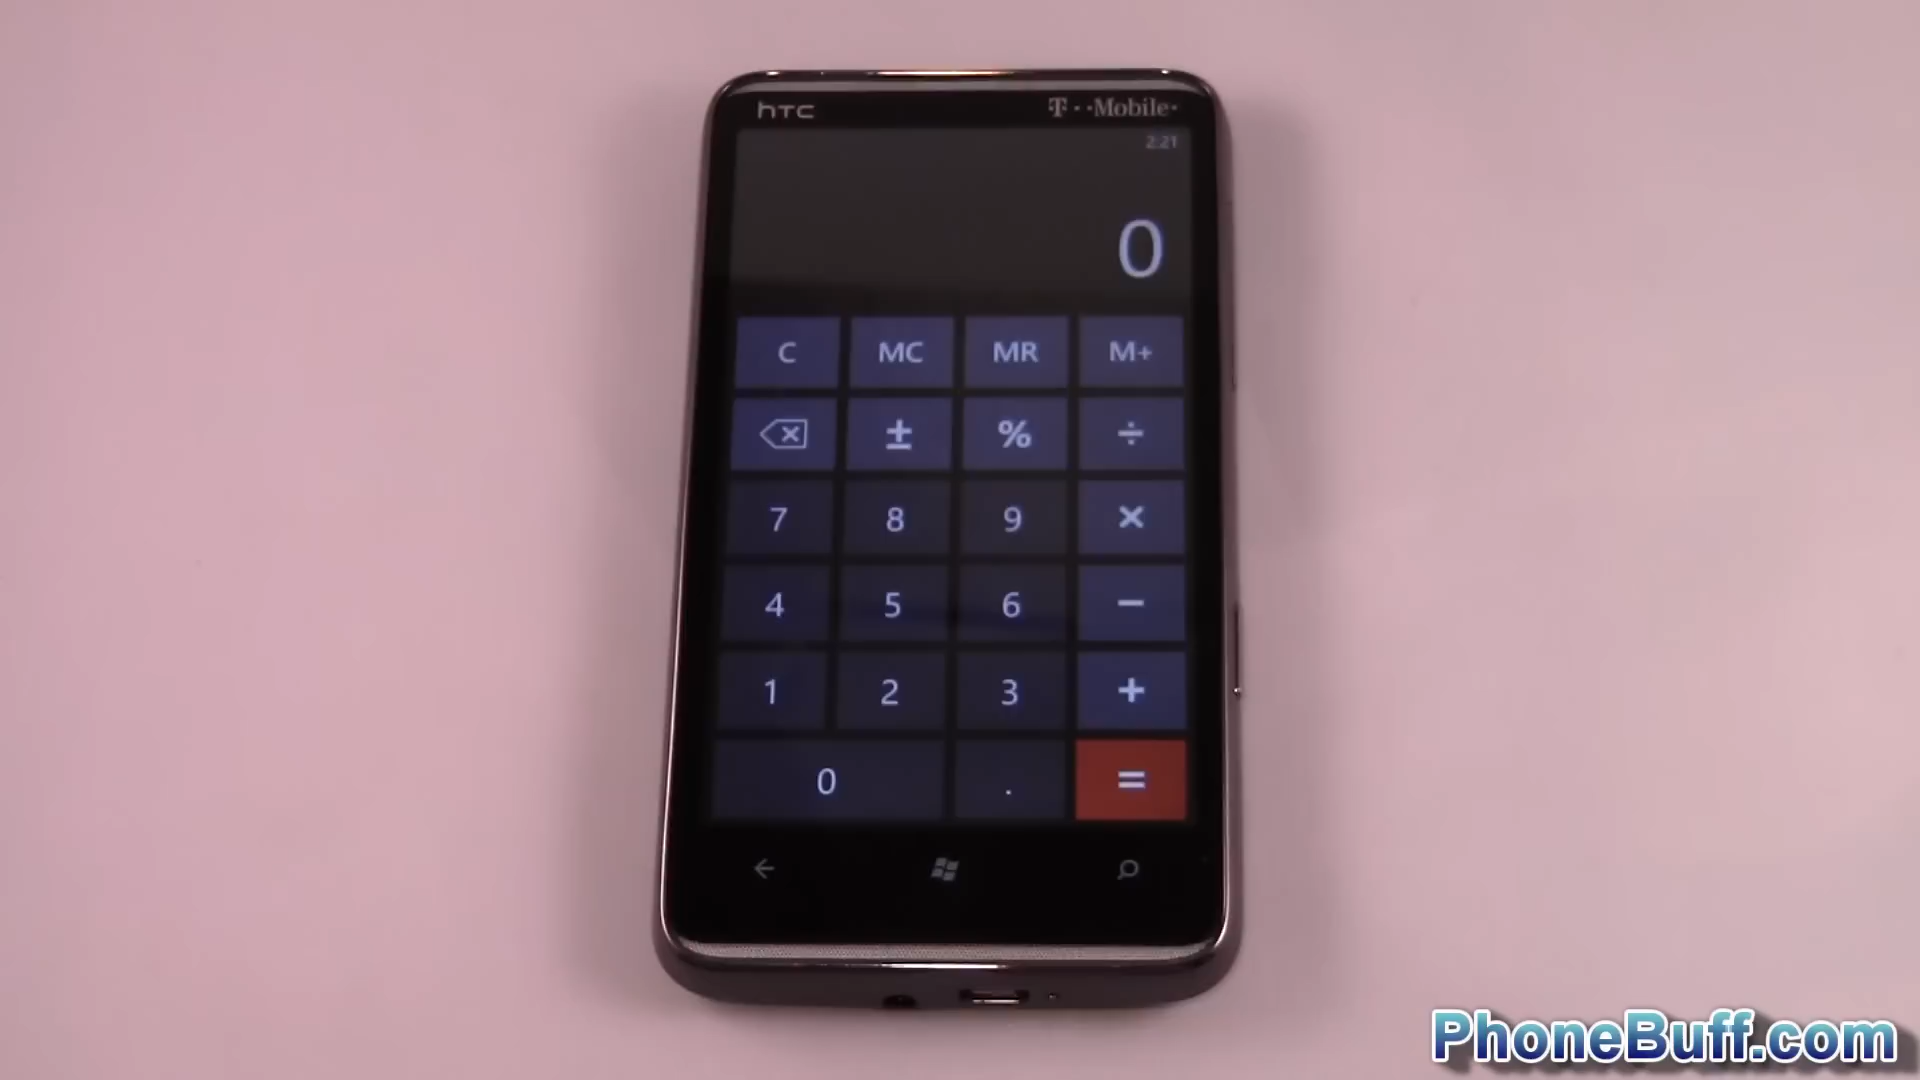 hTC T··Mobile·
2:21
0
C MC MR M+
± % ÷
7 8 9 ×
4 5 6 −
1 2 3 +
0 . =
PhoneBuff.com